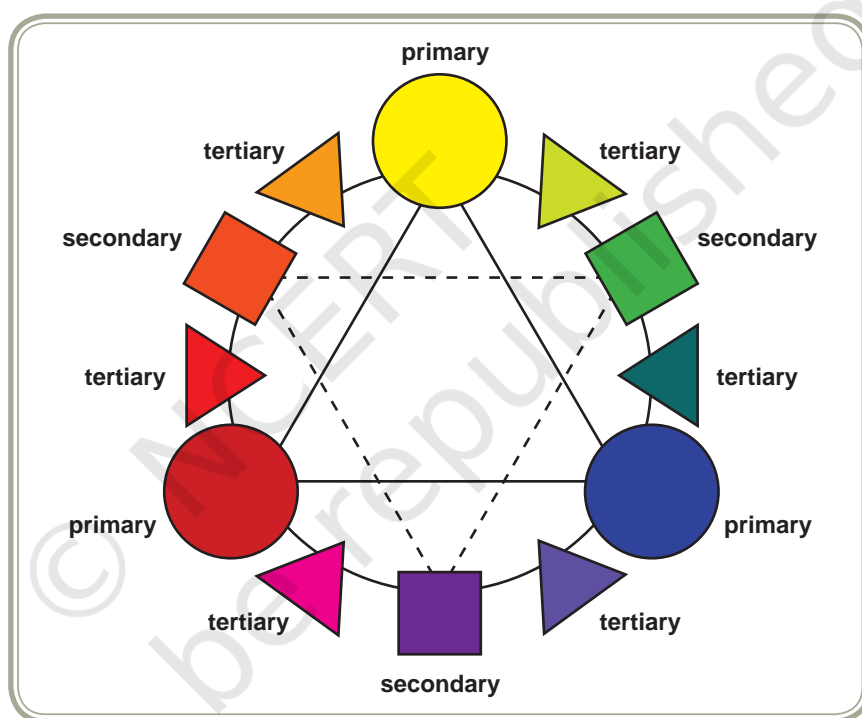 primary
tertiary
tertiary
secondary
secondary
tertiary
tertiary
primary
primary
tertiary
tertiary
secondary
© NCERT
be republished